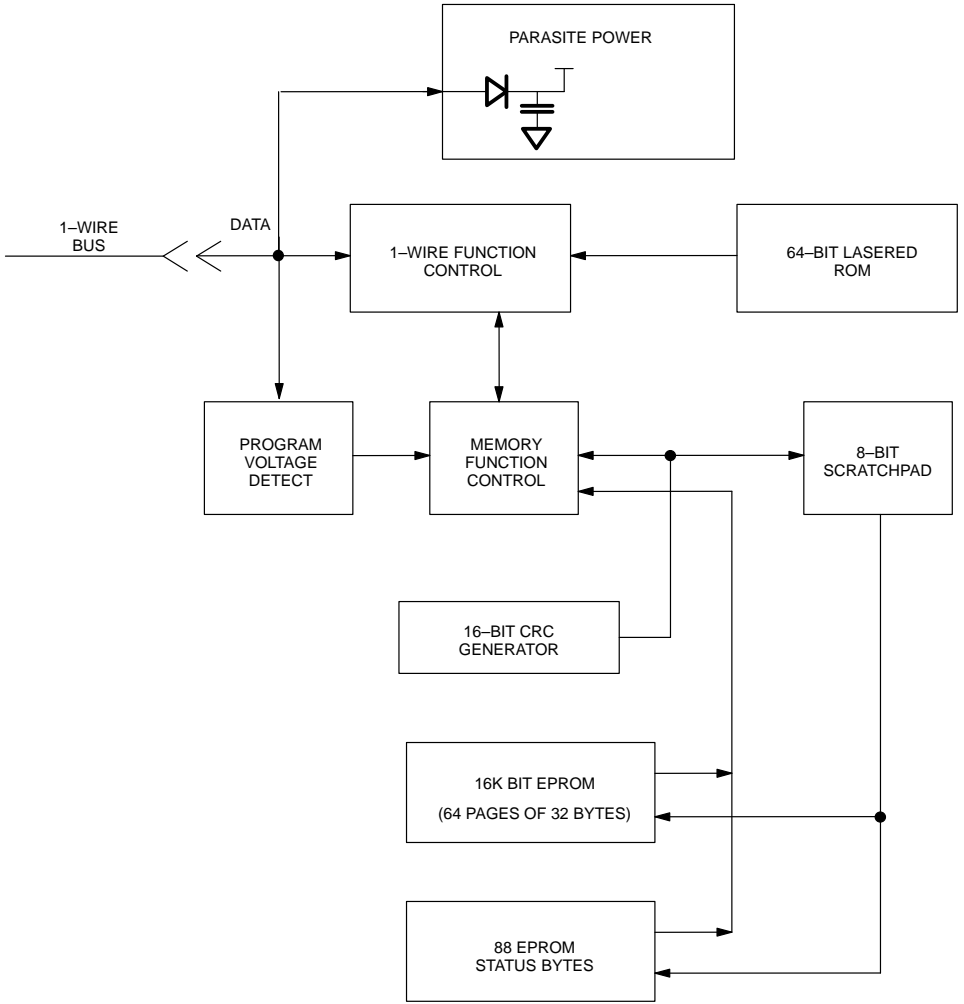 PARASITE POWER
1–WIRE
BUS
DATA
1–WIRE FUNCTION
CONTROL
64–BIT LASERED
ROM
PROGRAM
VOLTAGE
DETECT
MEMORY
FUNCTION
CONTROL
8–BIT
SCRATCHPAD
16–BIT CRC
GENERATOR
16K BIT EPROM
(64 PAGES OF 32 BYTES)
88 EPROM
STATUS BYTES